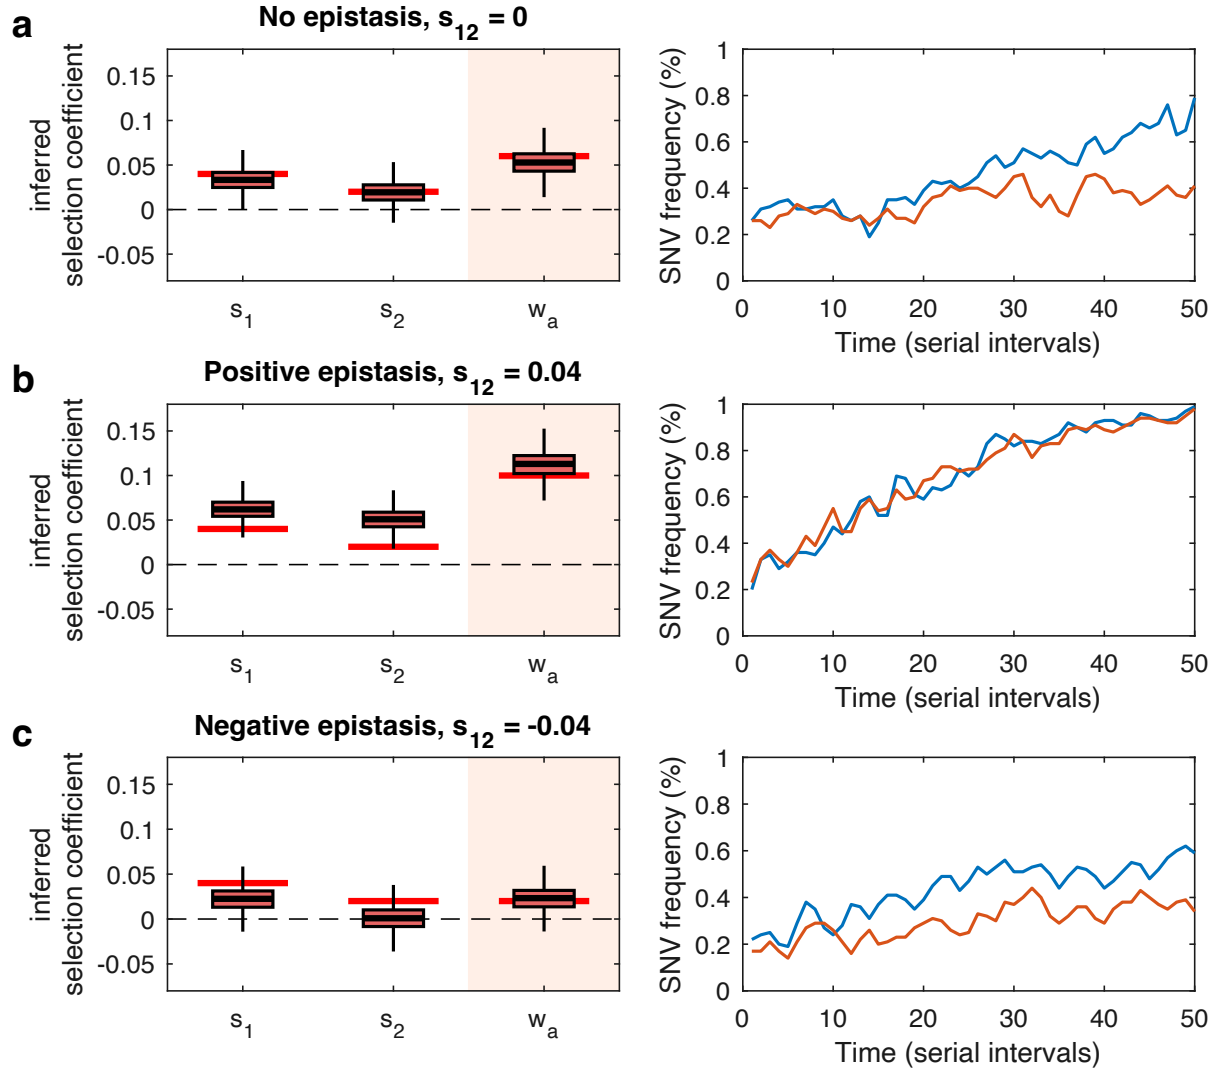 a
No epistasis, s12 = 0
inferred
selection coefficient
0.15
0.1
0.05
0
-0.05
s1
s2
wa
SNV frequency (%)
1
0.8
0.6
0.4
0.2
0
0
10
20
30
40
50
Time (serial intervals)
b
Positive epistasis, s12 = 0.04
inferred
selection coefficient
0.15
0.1
0.05
0
-0.05
s1
s2
wa
SNV frequency (%)
1
0.8
0.6
0.4
0.2
0
0
10
20
30
40
50
Time (serial intervals)
c
Negative epistasis, s12 = -0.04
inferred
selection coefficient
0.15
0.1
0.05
0
-0.05
s1
s2
wa
SNV frequency (%)
1
0.8
0.6
0.4
0.2
0
0
10
20
30
40
50
Time (serial intervals)